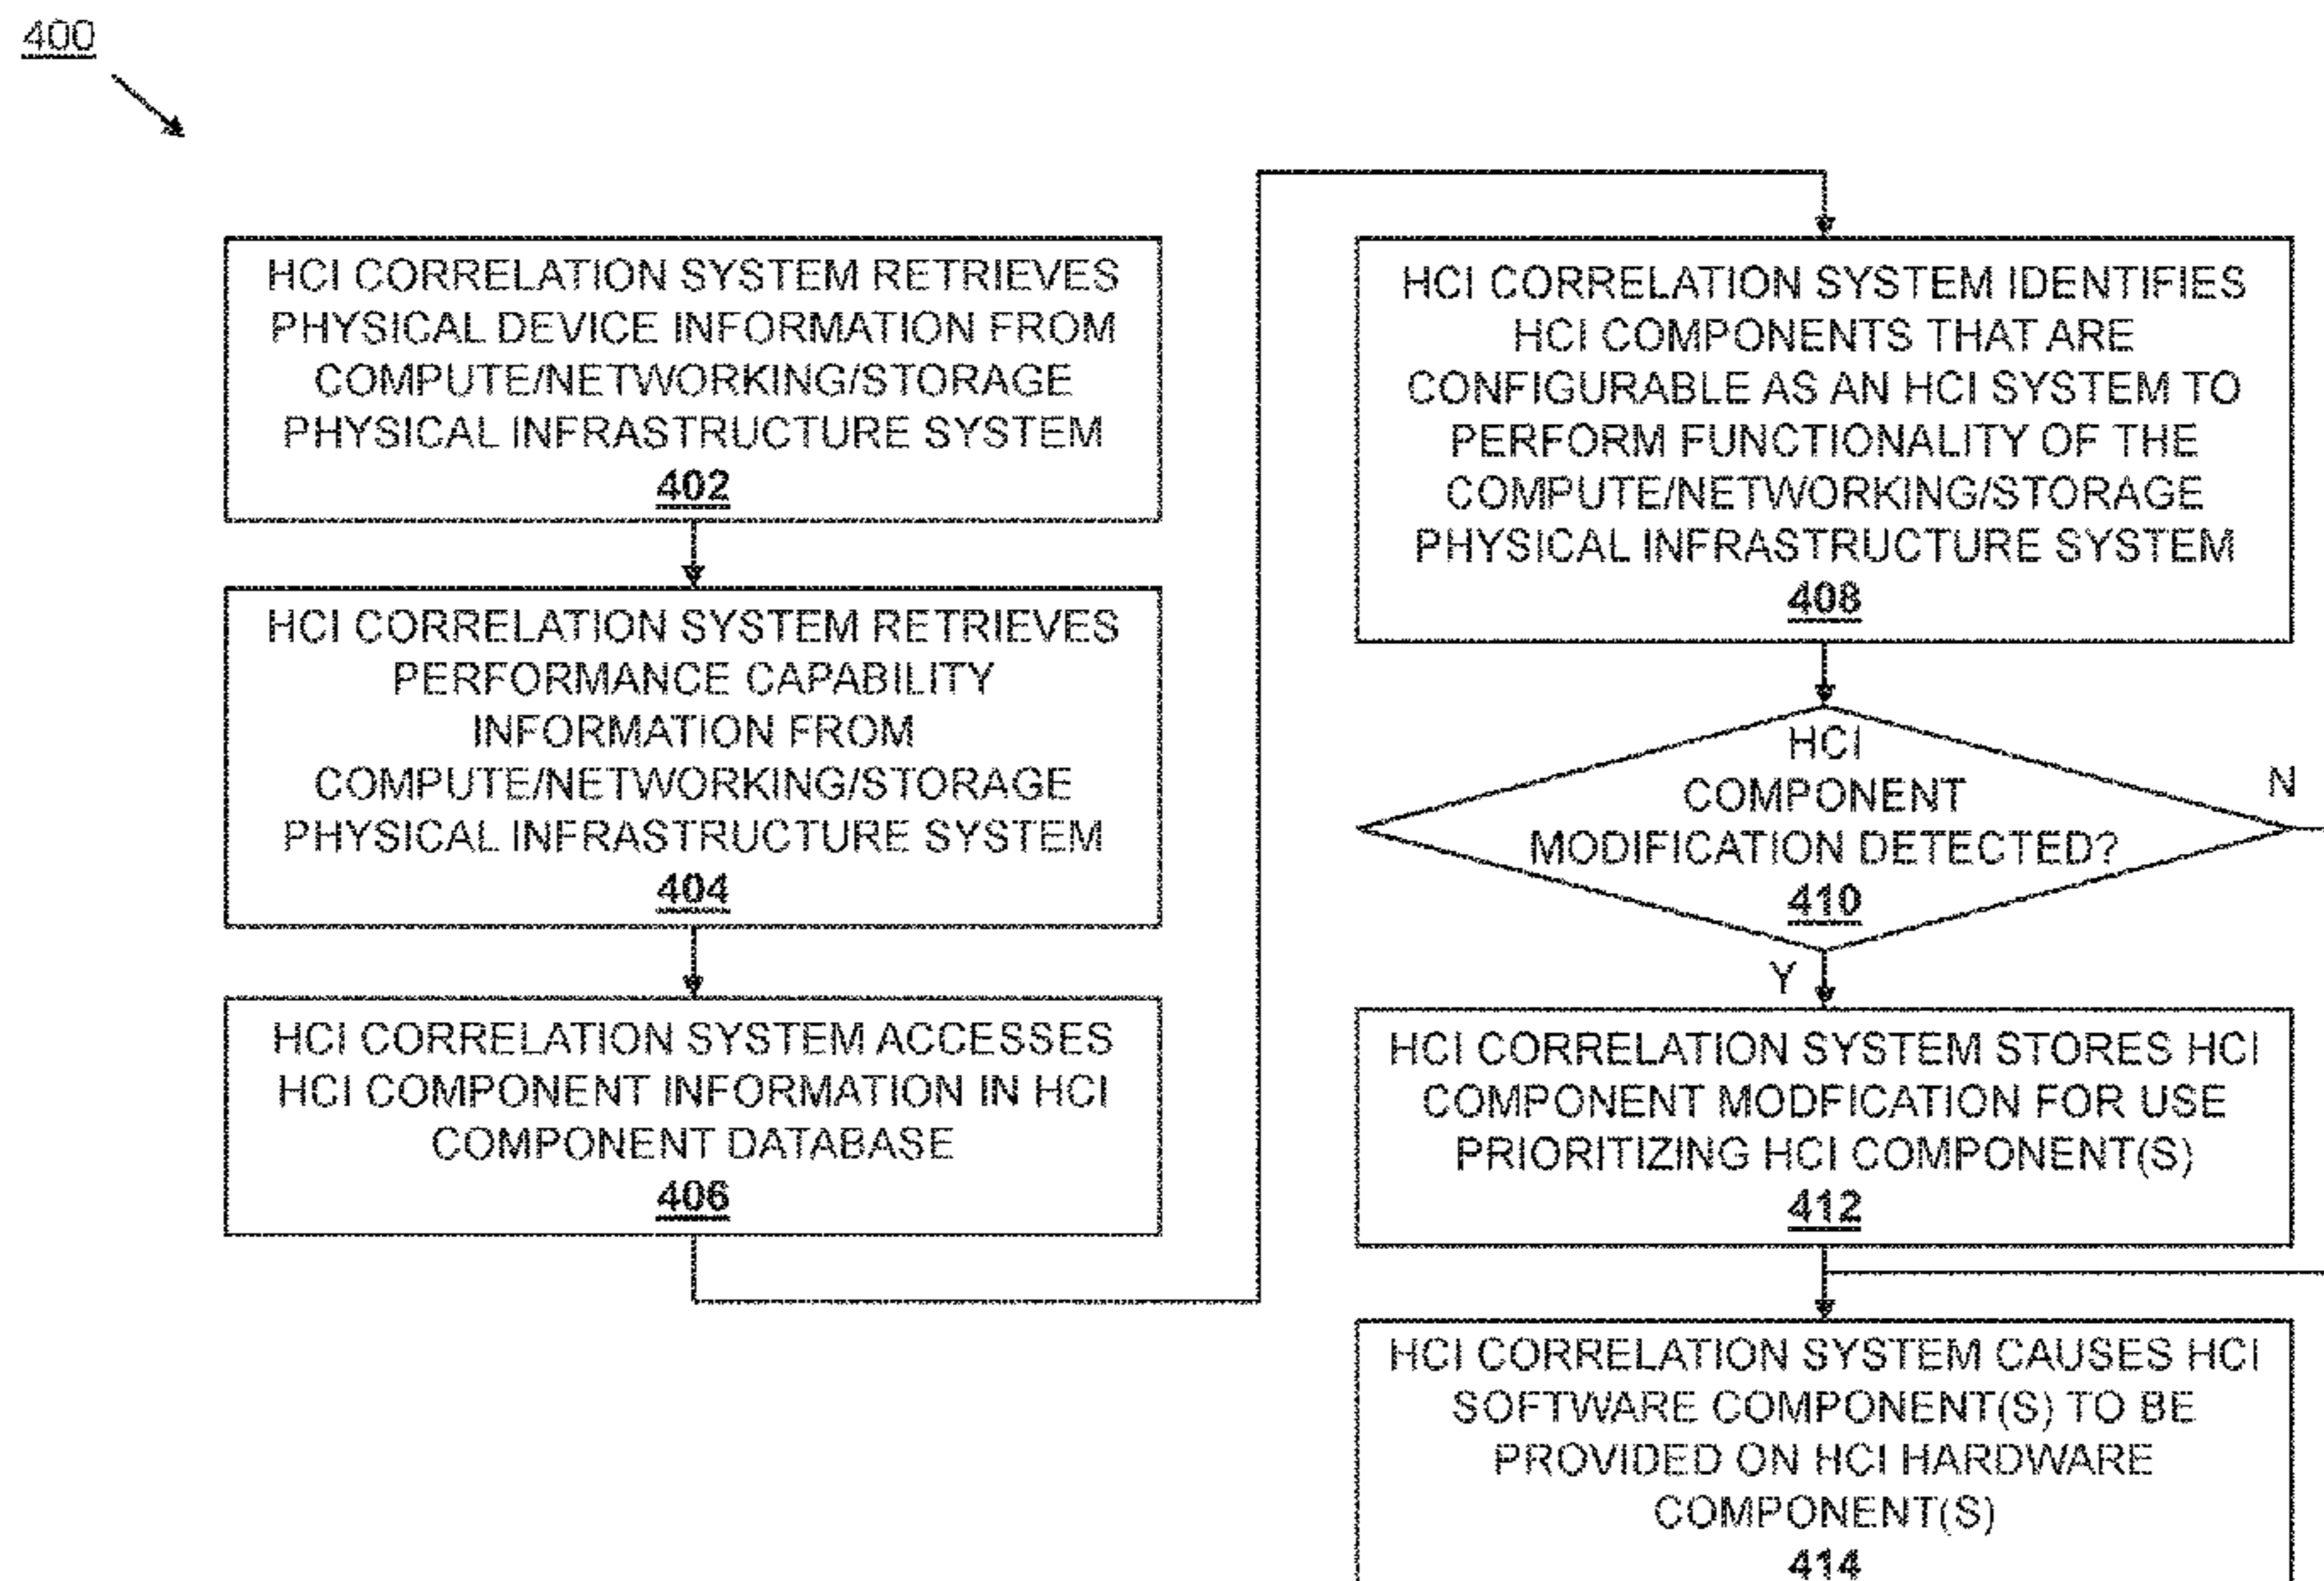 400
HCI CORRELATION SYSTEM RETRIEVES
PHYSICAL DEVICE INFORMATION FROM
COMPUTE/NETWORKING/STORAGE
PHYSICAL INFRASTRUCTURE SYSTEM
402
HCI CORRELATION SYSTEM RETRIEVES
PERFORMANCE CAPABILITY
INFORMATION FROM
COMPUTE/NETWORKING/STORAGE
PHYSICAL INFRASTRUCTURE SYSTEM
404
HCI CORRELATION SYSTEM ACCESSES
HCI COMPONENT INFORMATION IN HCI
COMPONENT DATABASE
406
HCI CORRELATION SYSTEM IDENTIFIES
HCI COMPONENTS THAT ARE
CONFIGURABLE AS AN HCI SYSTEM TO
PERFORM FUNCTIONALITY OF THE
COMPUTE/NETWORKING/STORAGE
PHYSICAL INFRASTRUCTURE SYSTEM
408
HCI
COMPONENT
MODIFICATION DETECTED?
410
N
Y
HCI CORRELATION SYSTEM STORES HCI
COMPONENT MODFICATION FOR USE
PRIORITIZING HCI COMPONENT(S)
412
HCI CORRELATION SYSTEM CAUSES HCI
SOFTWARE COMPONENT(S) TO BE
PROVIDED ON HCI HARDWARE
COMPONENT(S)
414